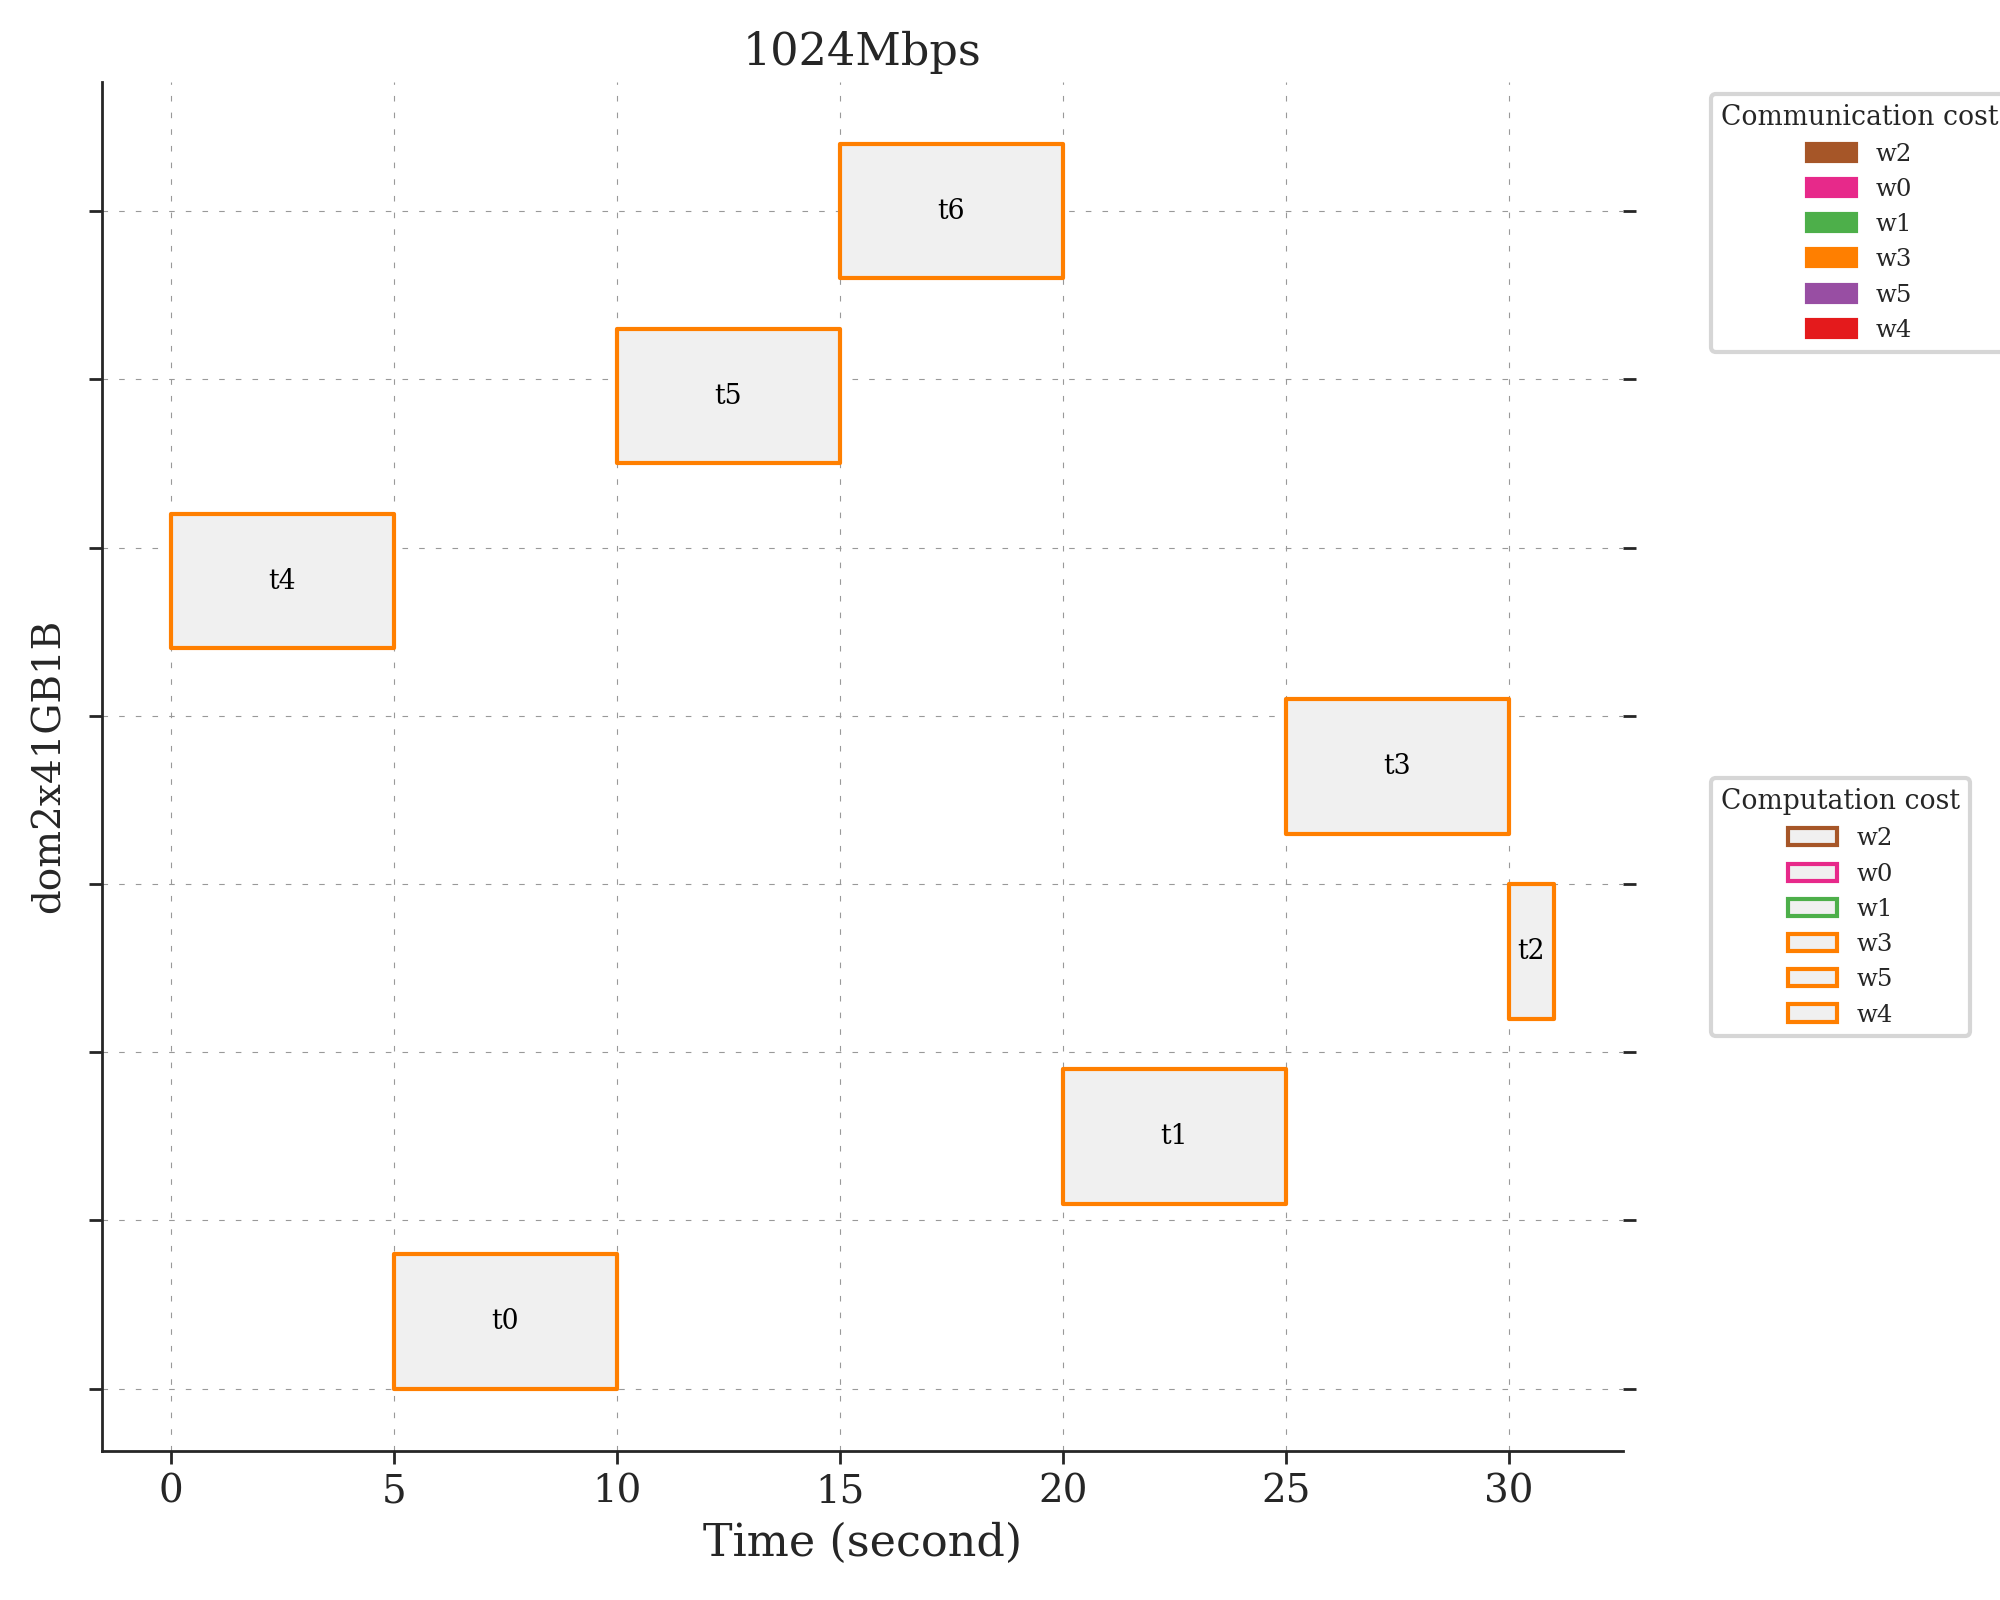 1024Mbps
t6
t5
t4
t3
t2
t1
t0
dom2x41GB1B
0 5 10 15 20 25 30
Time (second)
Communication cost
w2
w0
w1
w3
w5
w4
Computation cost
w2
w0
w1
w3
w5
w4